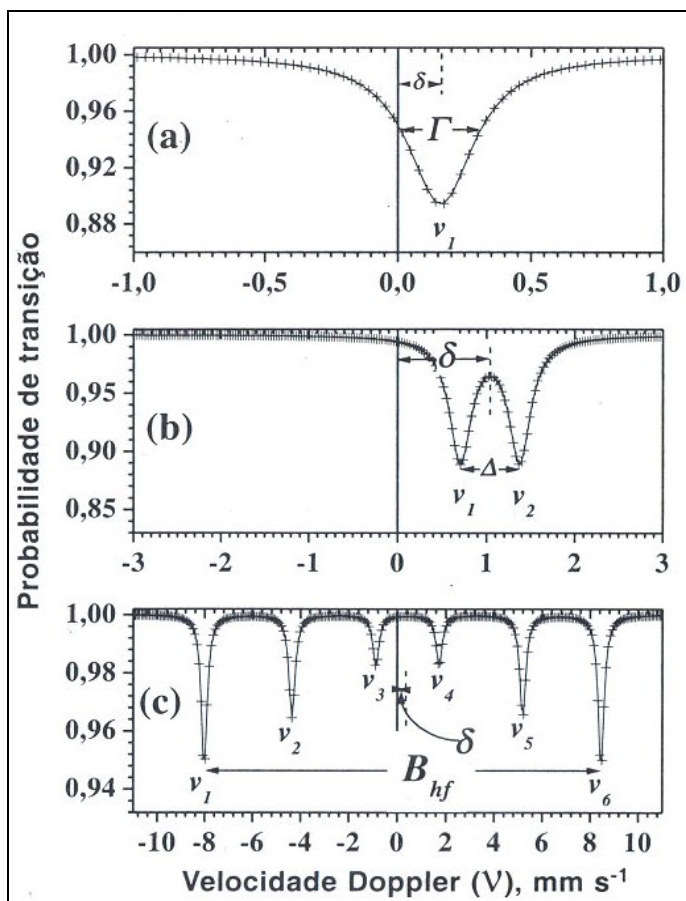 Probabilidade de transição
1,00
0,96
0,92
0,88
(a)
δ
Γ
v1
-1,0 -0,5 0,0 0,5 1,0
1,00
0,95
0,90
0,85
(b)
δ
Δ
v1 v2
-3 -2 -1 0 1 2 3
1,00
0,98
0,96
0,94
(c)
v3 v4
v2 δ v5
Bhf
v1 v6
-10 -8 -6 -4 -2 0 2 4 6 8 10
Velocidade Doppler (V), mm s-1